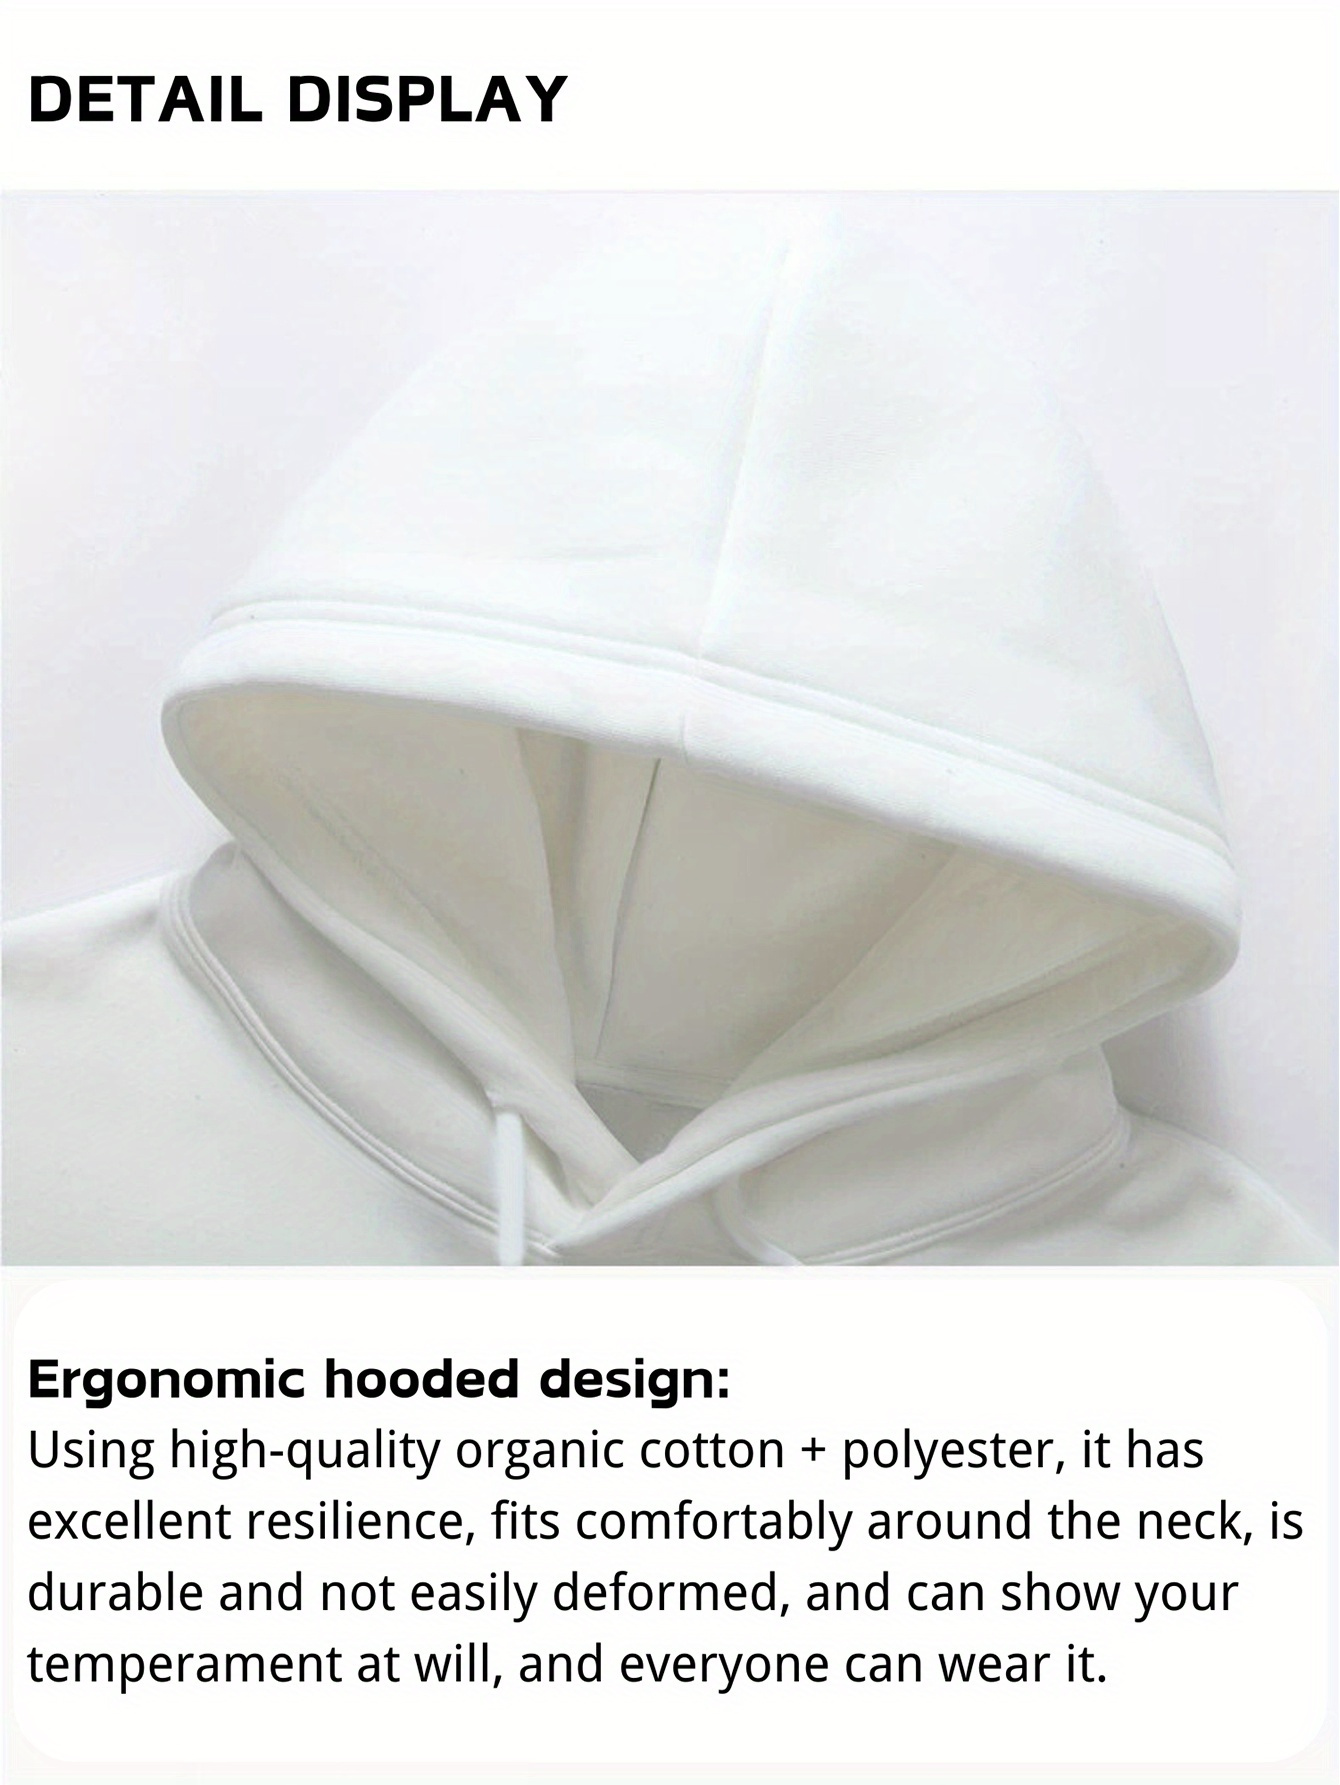 DETAIL DISPLAY
Ergonomic hooded design:
Using high-quality organic cotton + polyester, it has
excellent resilience, fits comfortably around the neck, is
durable and not easily deformed, and can show your
temperament at will, and everyone can wear it.